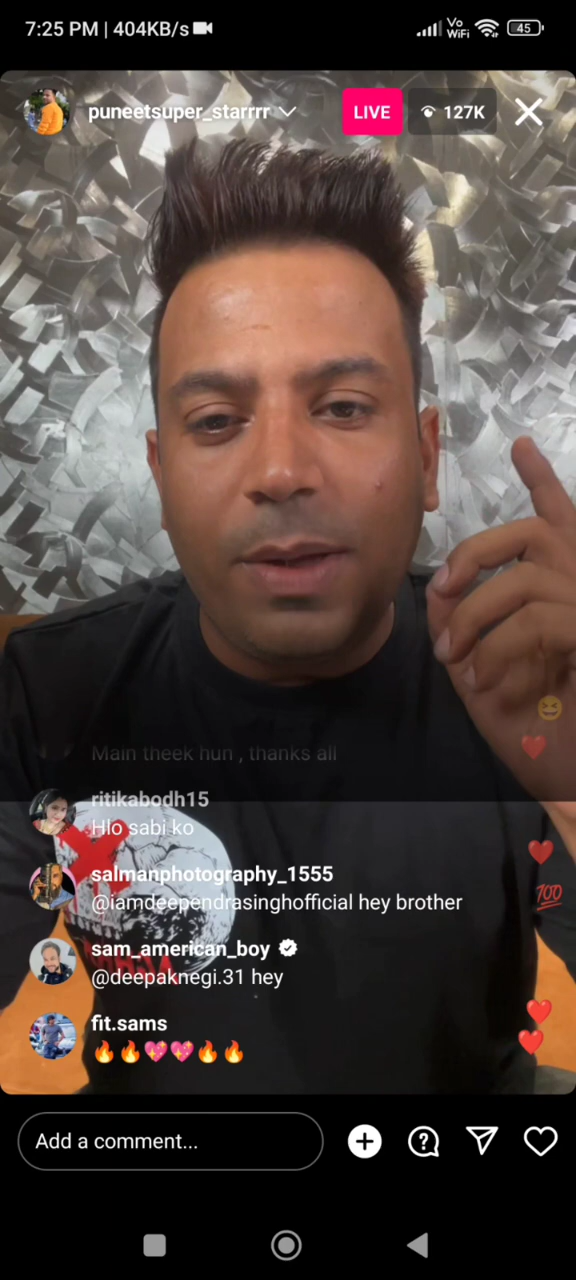 7:25 PM | 404KB/s
Vo WiFi
45
puneetsuper_starrrr
LIVE
127K
Main theek hun , thanks all
ritikabodh15
Hlo sabi ko
salmanphotography_1555
@iamdeependrasinghofficial hey brother
sam_american_boy
@deepaknegi.31 hey
fit.sams
🔥🔥💖💖🔥🔥
💯
Add a comment...